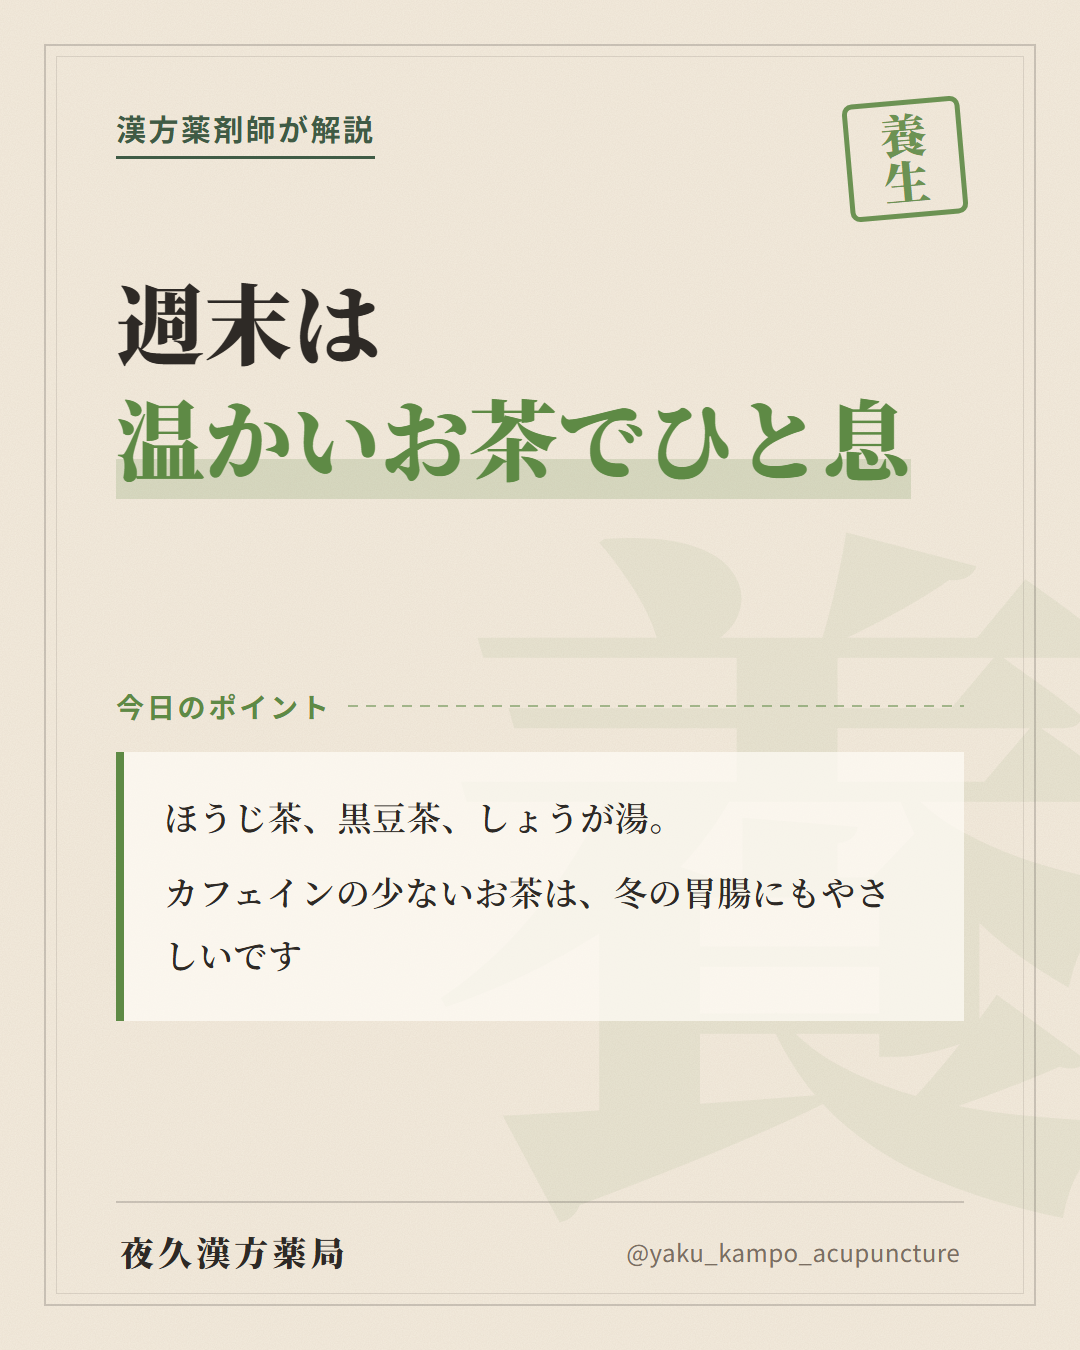 漢方薬剤師が解説
養生
週末は
温かいお茶でひと息
今日のポイント
ほうじ茶、黒豆茶、しょうが湯。
カフェインの少ないお茶は、冬の胃腸にもやさ
しいです
養
夜久漢方薬局
@yaku_kampo_acupuncture